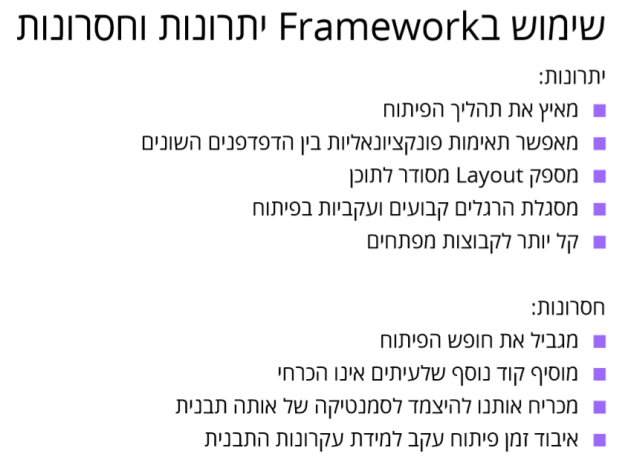 שימוש בFramework יתרונות וחסרונות
יתרונות:
מאיץ את תהליך הפיתוח
מאפשר תאימות פונקציונאליות בין הדפדפנים השונים
מספק Layout מסודר לתוכן
מסגלת הרגלים קבועים ועקביות בפיתוח
קל יותר לקבוצות מפתחים
חסרונות:
מגביל את חופש הפיתוח
מוסיף קוד נוסף שלעיתים אינו הכרחי
מכריח אותנו להיצמד לסמנטיקה של אותה תבנית
איבוד זמן פיתוח עקב למידת עקרונות התבנית